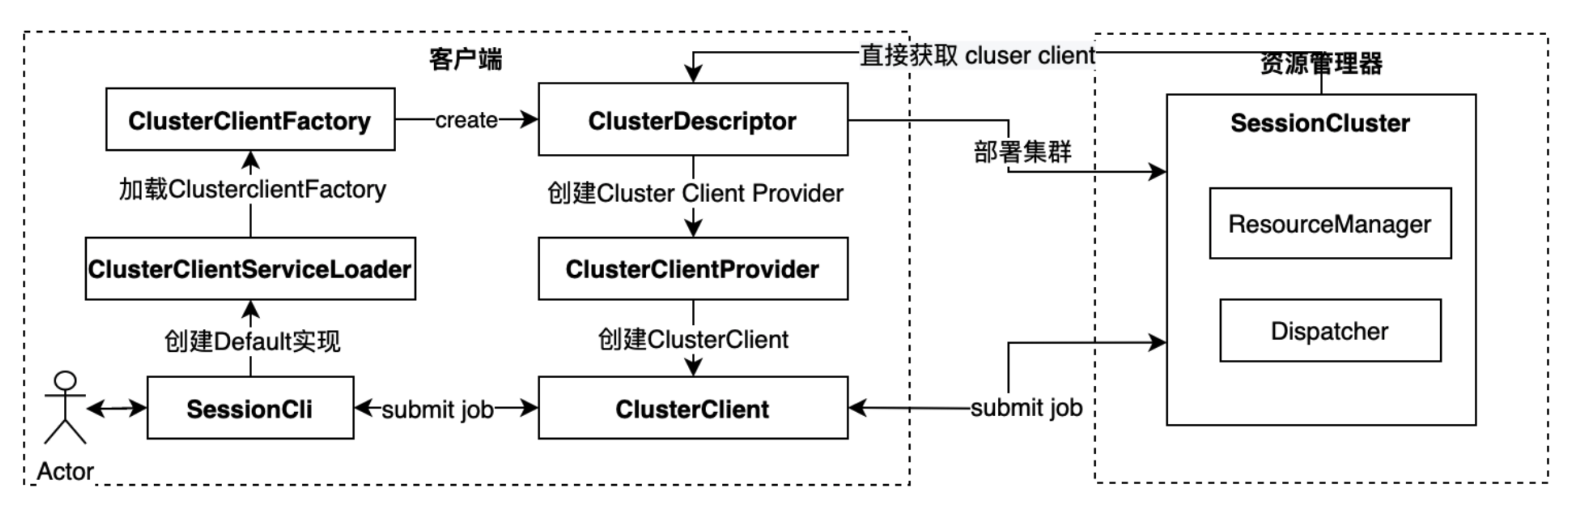 客户端
直接获取 cluser client
资源管理器
ClusterClientFactory
create
ClusterDescriptor
SessionCluster
部署集群
加载ClusterclientFactory
创建Cluster Client Provider
ResourceManager
ClusterClientServiceLoader
ClusterClientProvider
创建Default实现
创建ClusterClient
Dispatcher
SessionCli
submit job
ClusterClient
submit job
Actor